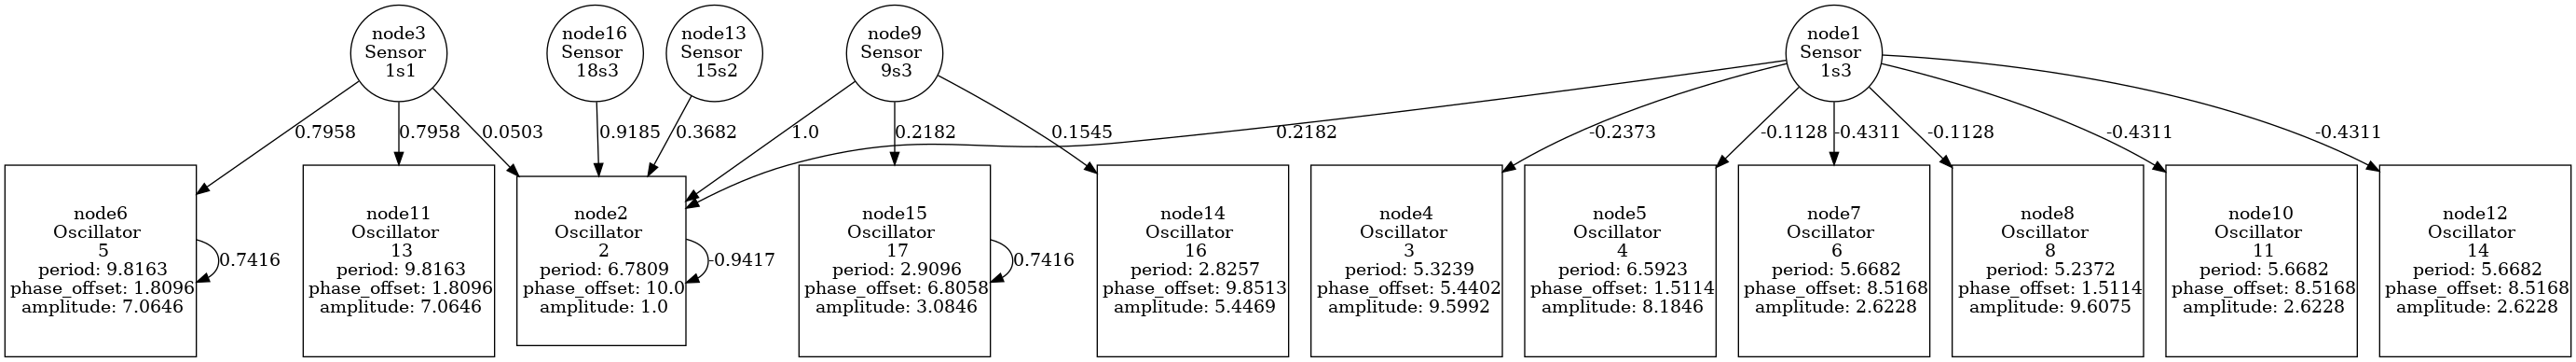 node3
Sensor
1s1
node16
Sensor
18s3
node13
Sensor
15s2
node9
Sensor
9s3
node1
Sensor
1s3
0.7958
0.7958
0.0503
0.9185
0.3682
1.0
0.2182
0.1545
0.2182
-0.2373
-0.1128
-0.4311
-0.1128
-0.4311
-0.4311
node6
Oscillator
5
period: 9.8163
phase_offset: 1.8096
amplitude: 7.0646
0.7416
node11
Oscillator
13
period: 9.8163
phase_offset: 1.8096
amplitude: 7.0646
node2
Oscillator
2
period: 6.7809
phase_offset: 10.0
amplitude: 1.0
-0.9417
node15
Oscillator
17
period: 2.9096
phase_offset: 6.8058
amplitude: 3.0846
0.7416
node14
Oscillator
16
period: 2.8257
phase_offset: 9.8513
amplitude: 5.4469
node4
Oscillator
3
period: 5.3239
phase_offset: 5.4402
amplitude: 9.5992
node5
Oscillator
4
period: 6.5923
phase_offset: 1.5114
amplitude: 8.1846
node7
Oscillator
6
period: 5.6682
phase_offset: 8.5168
amplitude: 2.6228
node8
Oscillator
8
period: 5.2372
phase_offset: 1.5114
amplitude: 9.6075
node10
Oscillator
11
period: 5.6682
phase_offset: 8.5168
amplitude: 2.6228
node12
Oscillator
14
period: 5.6682
phase_offset: 8.5168
amplitude: 2.6228